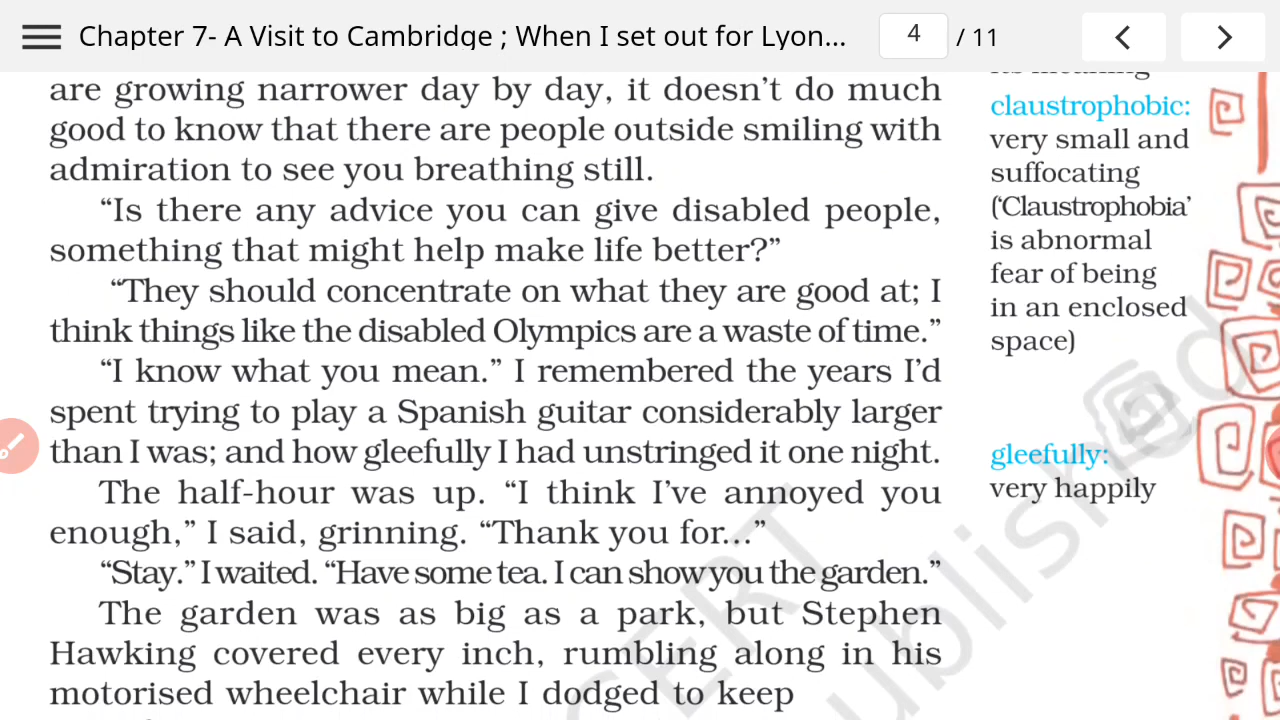 Chapter 7- A Visit to Cambridge ; When I set out for Lyon...
4 / 11
are growing narrower day by day, it doesn’t do much
good to know that there are people outside smiling with
admiration to see you breathing still.
“Is there any advice you can give disabled people,
something that might help make life better?”
“They should concentrate on what they are good at; I
think things like the disabled Olympics are a waste of time.”
“I know what you mean.” I remembered the years I’d
spent trying to play a Spanish guitar considerably larger
than I was; and how gleefully I had unstringed it one night.
The half-hour was up. “I think I’ve annoyed you
enough,” I said, grinning. “Thank you for...”
“Stay.” I waited. “Have some tea. I can show you the garden.”
The garden was as big as a park, but Stephen
Hawking covered every inch, rumbling along in his
motorised wheelchair while I dodged to keep
its meaning
claustrophobic:
very small and
suffocating
(‘Claustrophobia’
is abnormal
fear of being
in an enclosed
space)
gleefully:
very happily